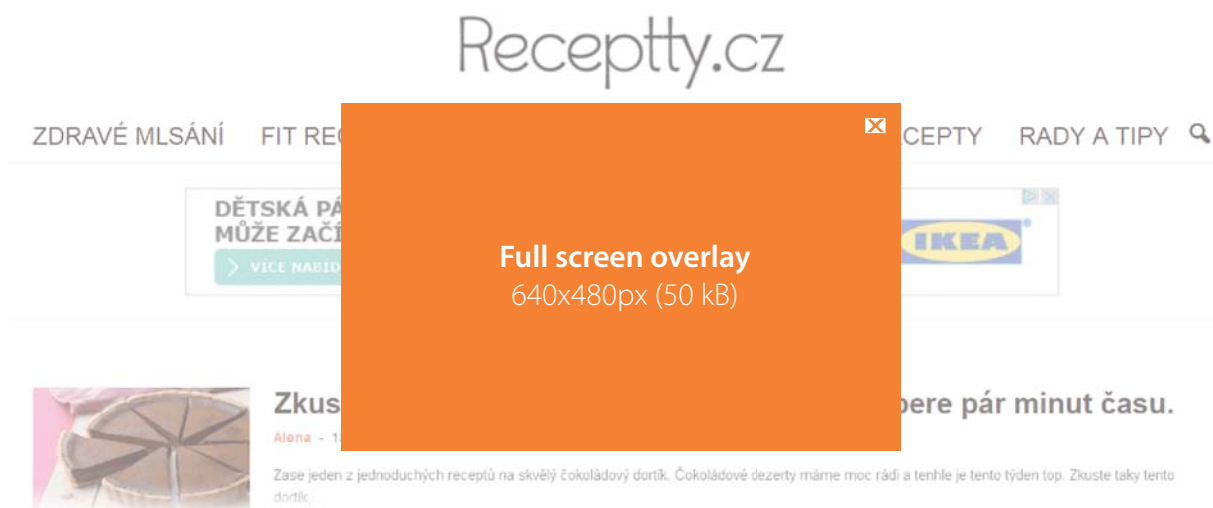 Receptty.cz
ZDRAVÉ MLSÁNÍ FIT REC CEPTY RADY A TIPY
DĚTSKÁ PÁ
MŮŽE ZAČÍ
VÍCE NABÍD
IKEA
Full screen overlay
640x480px (50 kB)
Zkus bere pár minut času.
Alena - 1
Zase jeden z jednoduchých receptů na skvělý čokoládový dortík. Čokoládové dezerty máme moc rádi a tenhle je tento týden top. Zkuste taky tento
dortík...